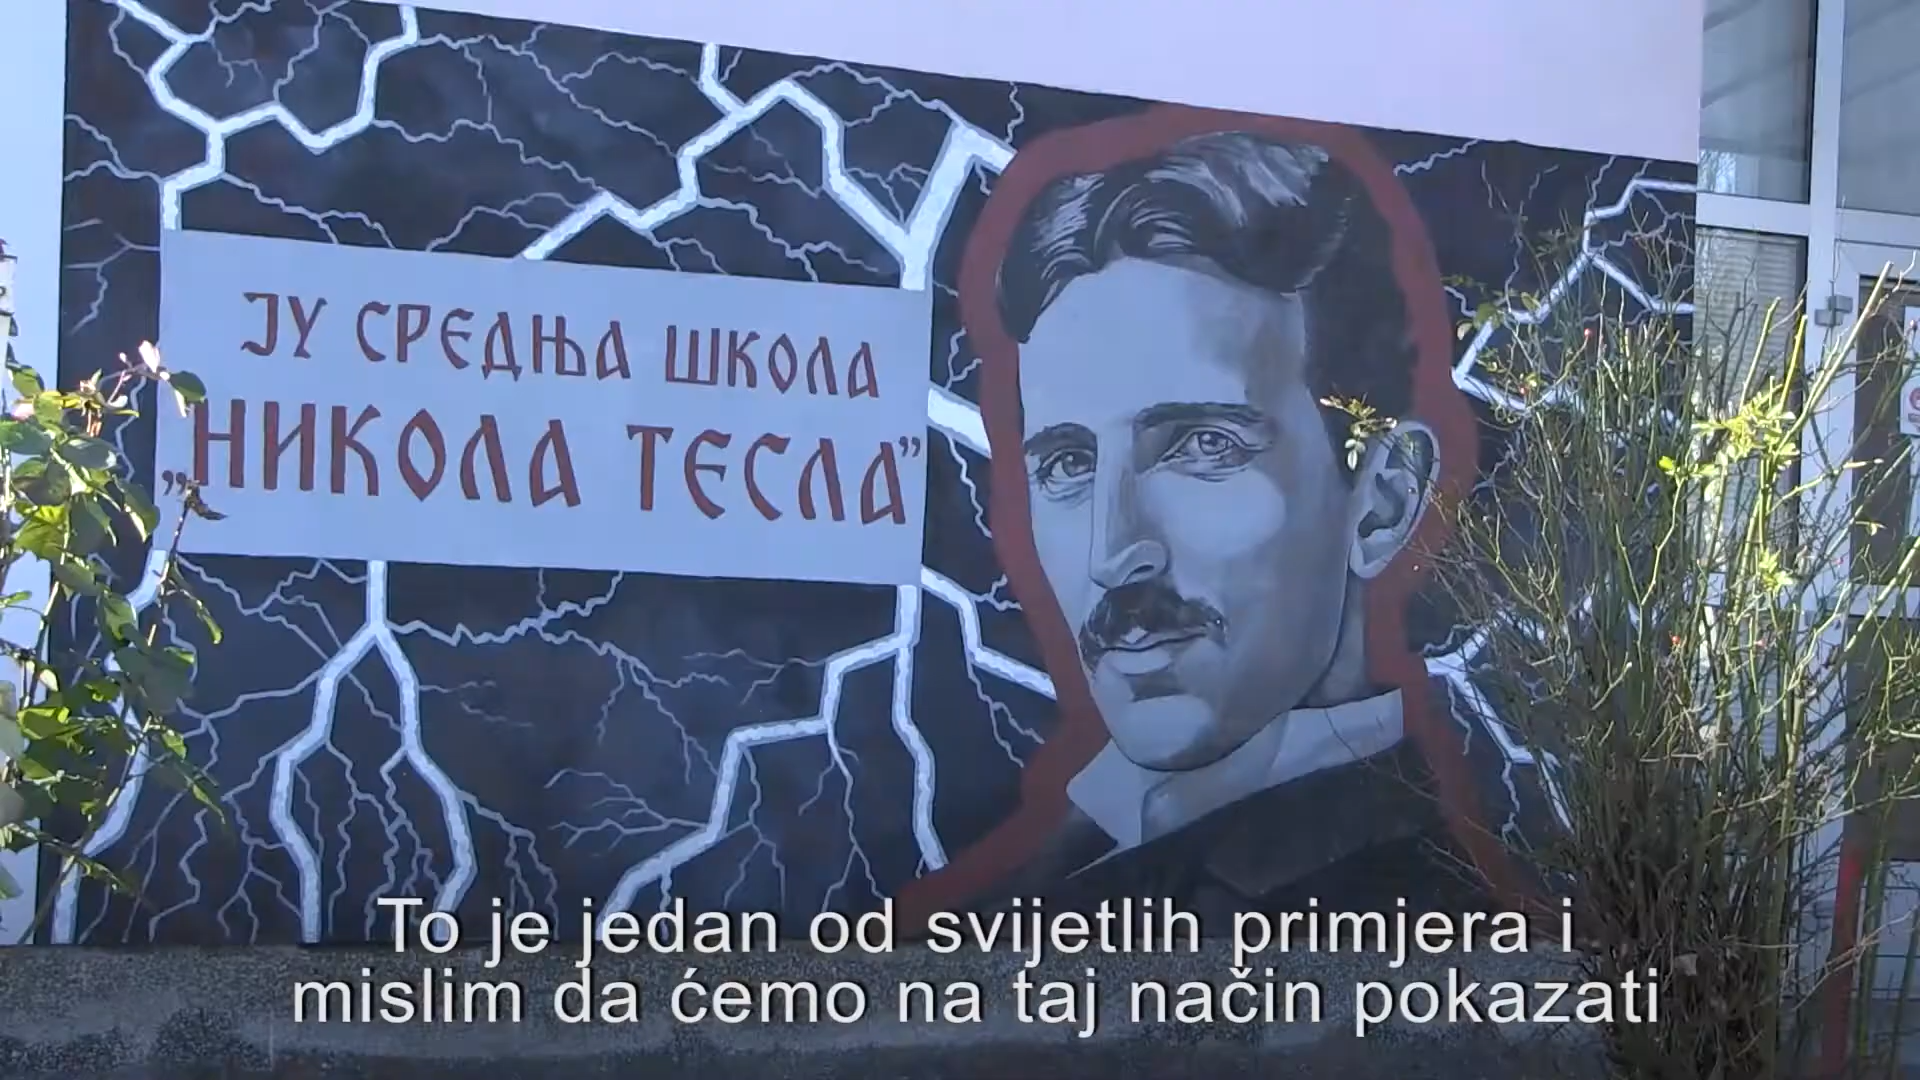 ЈУ СРЕДЊА ШКОЛА
„НИКОЛА ТЕСЛА”
To je jedan od svijetlih primjera i
mislim da ćemo na taj način pokazati